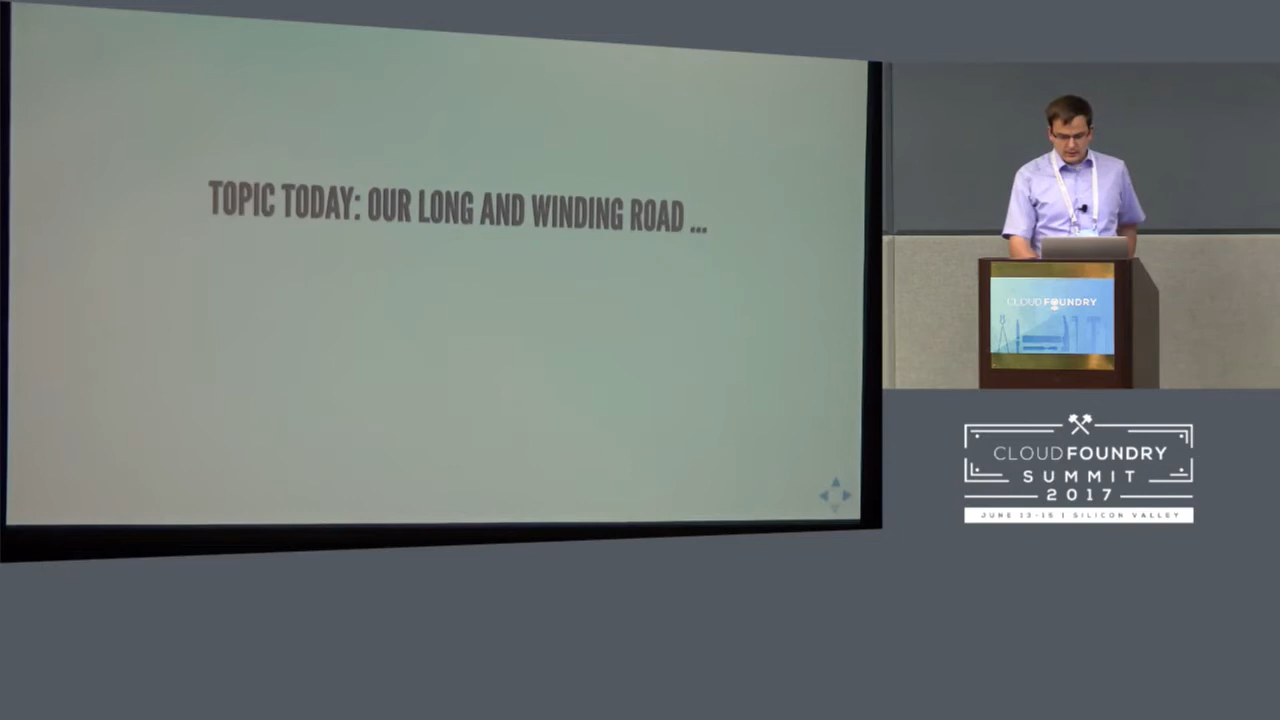 TOPIC TODAY: OUR LONG AND WINDING ROAD ...
CLOUD FOUNDRY
CLOUD FOUNDRY
SUMMIT
2017
JUNE 13-15 | SILICON VALLEY